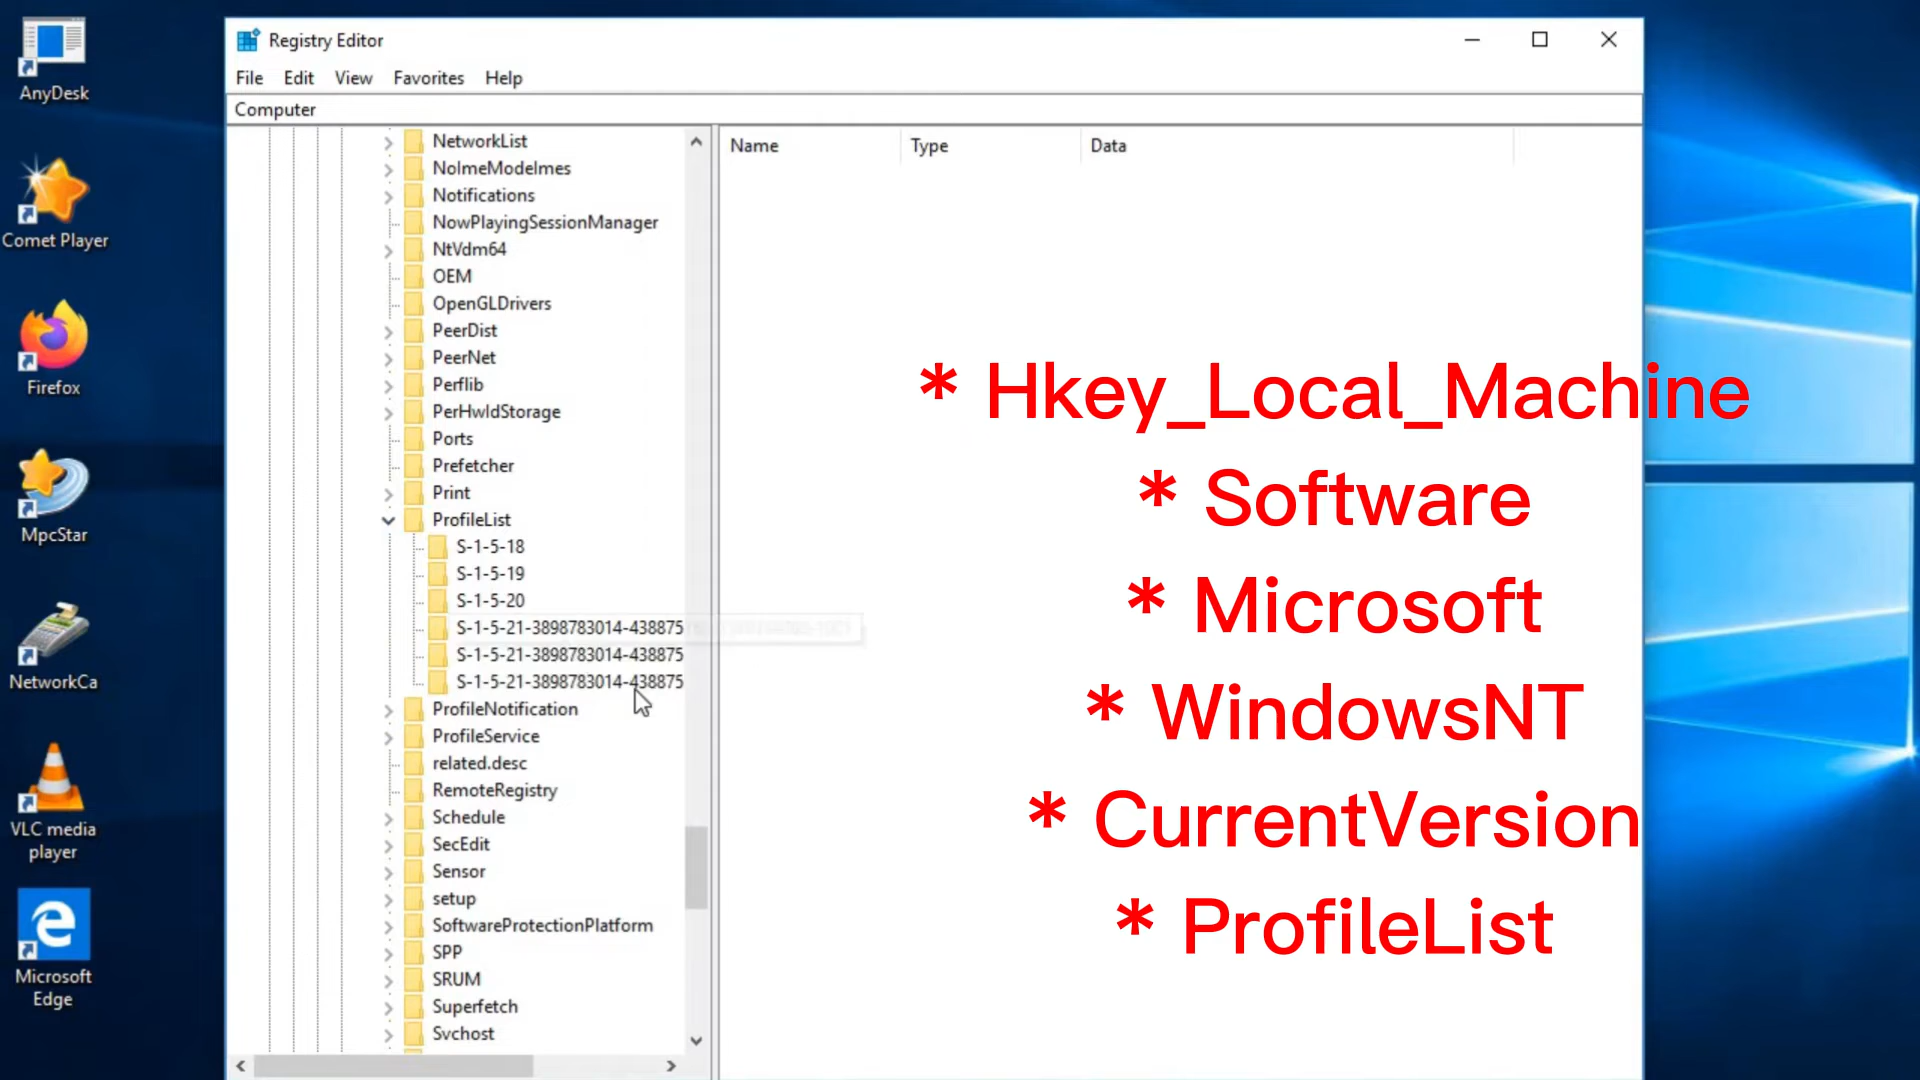 AnyDesk
Comet Player
Firefox
MpcStar
NetworkCa
VLC media
player
Microsoft
Edge
Registry Editor
File Edit View Favorites Help
Computer
NetworkList
NoImeModeImes
Notifications
NowPlayingSessionManager
NtVdm64
OEM
OpenGLDrivers
PeerDist
PeerNet
Perflib
PerHwIdStorage
Ports
Prefetcher
Print
ProfileList
S-1-5-18
S-1-5-19
S-1-5-20
S-1-5-21-3898783014-438875
S-1-5-21-3898783014-438875
S-1-5-21-3898783014-438875
ProfileNotification
ProfileService
related.desc
RemoteRegistry
Schedule
SecEdit
Sensor
setup
SoftwareProtectionPlatform
SPP
SRUM
Superfetch
Svchost
Name Type Data
* Hkey_Local_Machine
* Software
* Microsoft
* WindowsNT
* CurrentVersion
* ProfileList